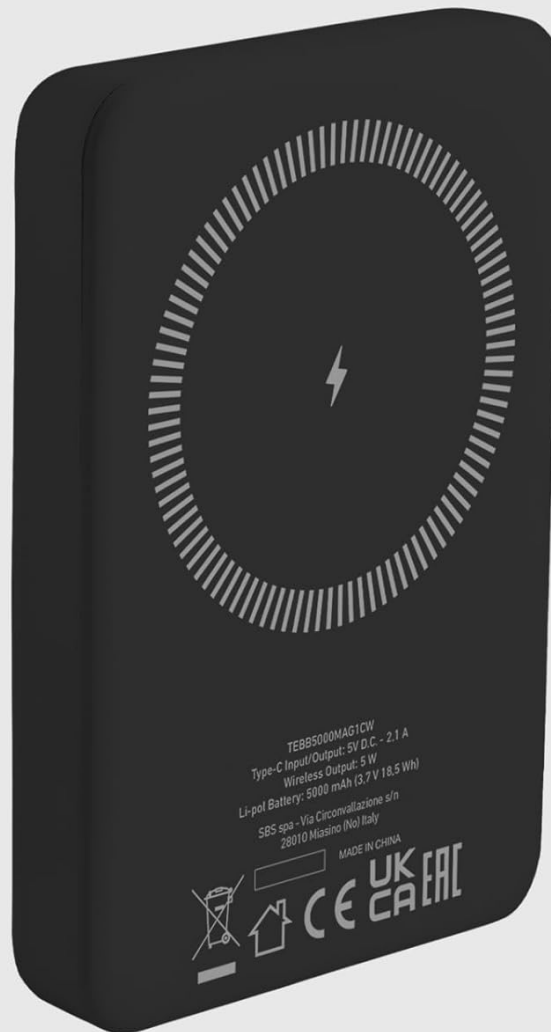 TEBB5000MAG1CW
Type-C Input/Output: 5V D.C. - 2.1 A
Wireless Output: 5 W
Li-pol Battery: 5000 mAh (3,7 V 18,5 Wh)
SBS spa - Via Circonvallazione s/n
28010 Miasino (No) Italy
MADE IN CHINA
CE
UK
CA
EAC